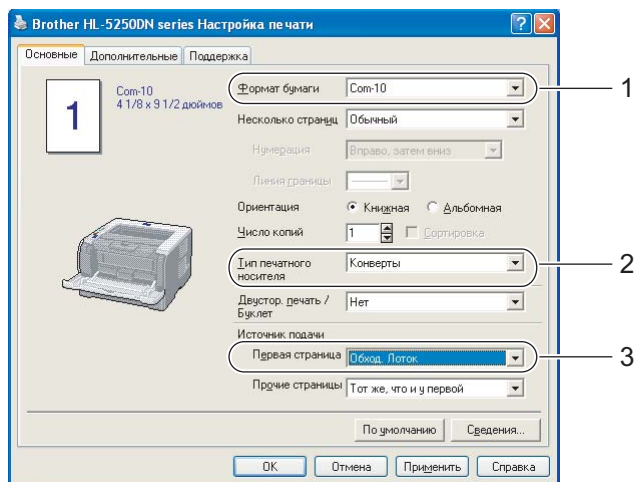 Brother HL-5250DN series Настройка печати
Основные Дополнительные Поддержка
1
Com-10
4 1/8 x 9 1/2 дюймов
Формат бумаги Com-10 1
Несколько страниц Обычный
Нумерация Вправо, затем вниз
Линия границы
Ориентация Книжная Альбомная
Число копий 1 Сортировка
Тип печатного носителя Конверты 2
Двустор. печать / Буклет Нет
Источник подачи
Первая страница Обход. Лоток 3
Прочие страницы Тот же, что и у первой
По умолчанию Сведения...
OK Отмена Применить Справка